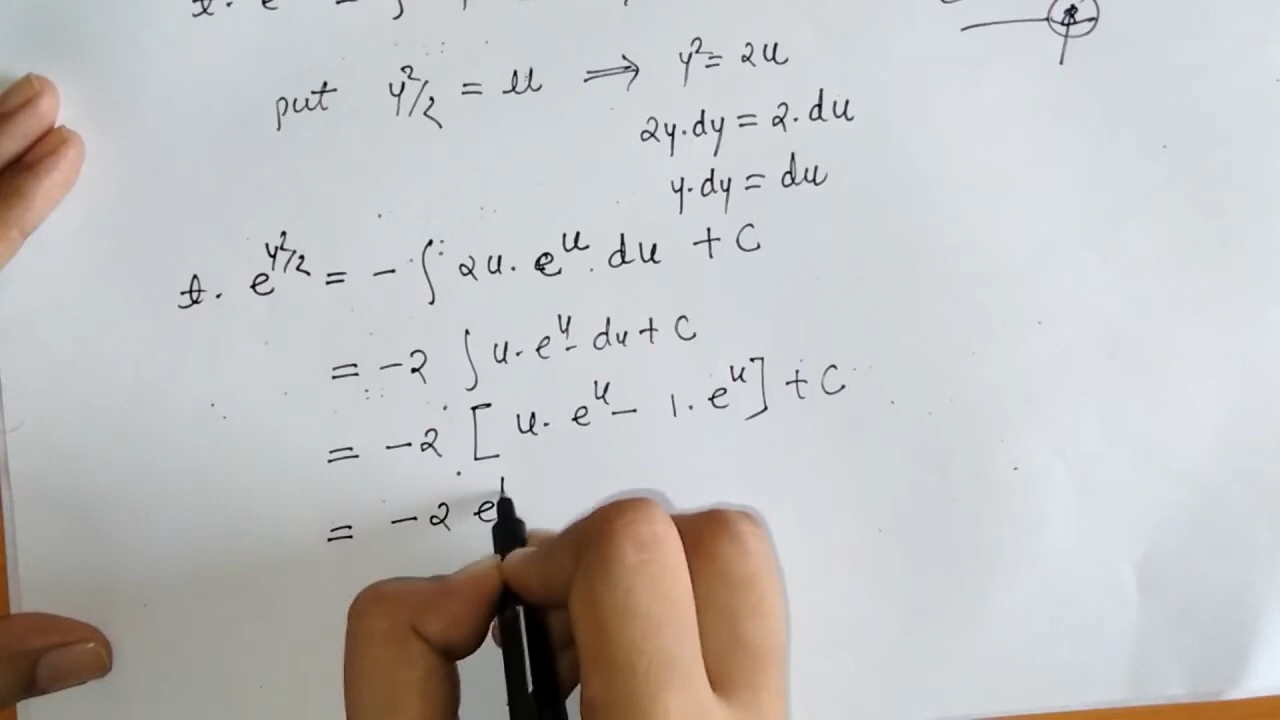 put y²/2 = u ⟹ y² = 2u
2y·dy = 2·du
y·dy = du
t. e^{y²/2} = - ∫ 2u. e^u. du + C
= -2 ∫ u. e^u du + C
= -2 [ u. e^u - 1. e^u ] + C
= -2 e